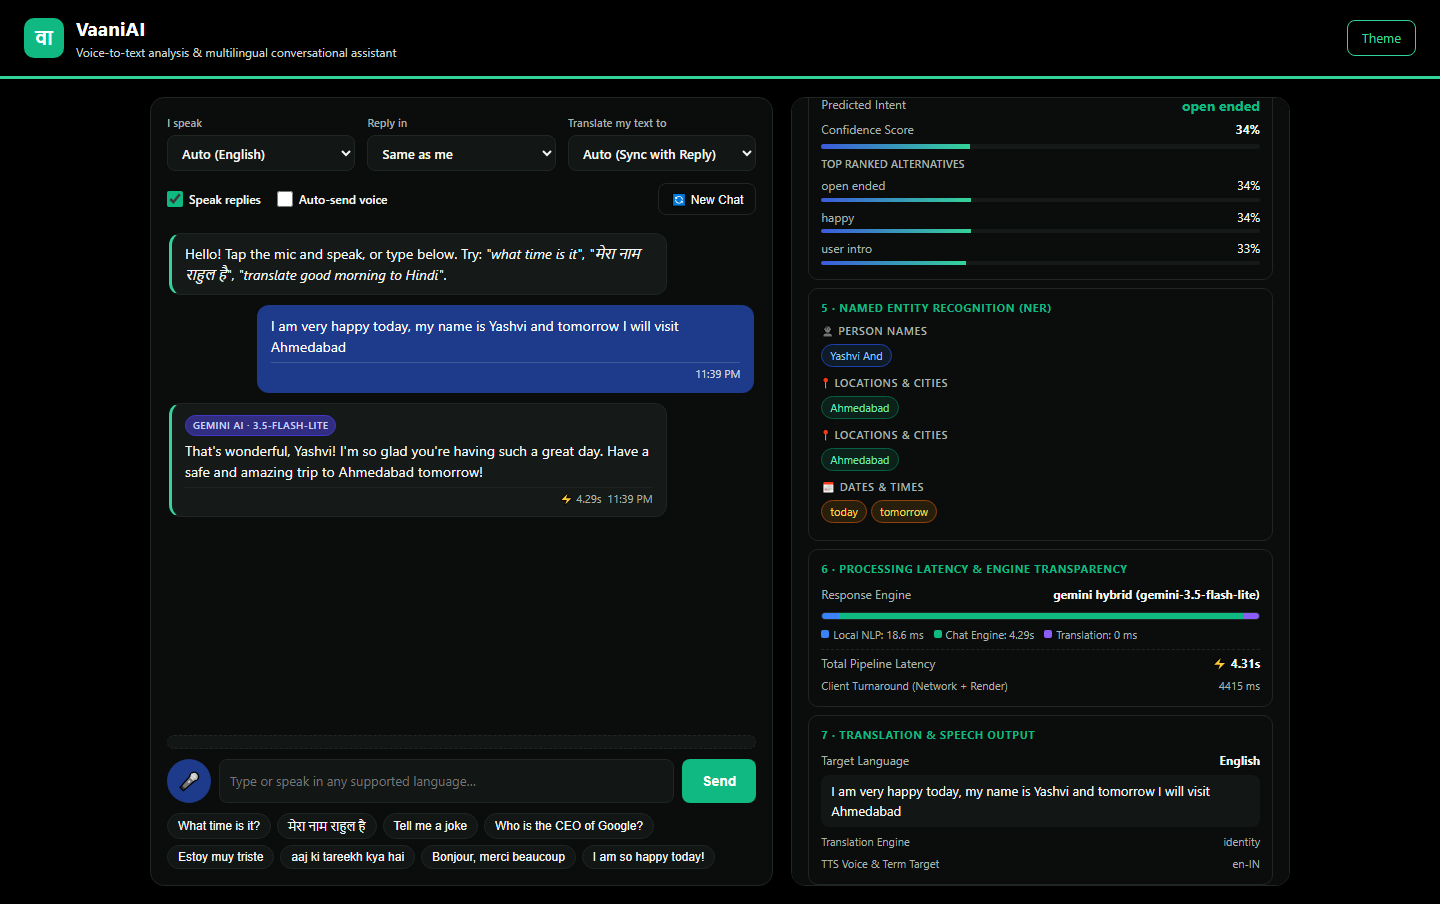 वा
VaaniAI
Voice-to-text analysis & multilingual conversational assistant
Theme
I speak
Reply in
Translate my text to
Auto (English)
Same as me
Auto (Sync with Reply)
Speak replies
Auto-send voice
New Chat
Hello! Tap the mic and speak, or type below. Try: "what time is it", "मेरा नाम
राहुल है", "translate good morning to Hindi".
I am very happy today, my name is Yashvi and tomorrow I will visit
Ahmedabad
11:39 PM
GEMINI AI · 3.5-FLASH-LITE
That's wonderful, Yashvi! I'm so glad you're having such a great day. Have a
safe and amazing trip to Ahmedabad tomorrow!
⚡ 4.29s 11:39 PM
Type or speak in any supported language...
Send
What time is it?
मेरा नाम राहुल है
Tell me a joke
Who is the CEO of Google?
Estoy muy triste
aaj ki tareekh kya hai
Bonjour, merci beaucoup
I am so happy today!
Predicted Intent open ended
Confidence Score 34%
TOP RANKED ALTERNATIVES
open ended 34%
happy 34%
user intro 33%
5 · NAMED ENTITY RECOGNITION (NER)
PERSON NAMES
Yashvi And
LOCATIONS & CITIES
Ahmedabad
LOCATIONS & CITIES
Ahmedabad
DATES & TIMES
today tomorrow
6 · PROCESSING LATENCY & ENGINE TRANSPARENCY
Response Engine gemini hybrid (gemini-3.5-flash-lite)
Local NLP: 18.6 ms Chat Engine: 4.29s Translation: 0 ms
Total Pipeline Latency ⚡ 4.31s
Client Turnaround (Network + Render) 4415 ms
7 · TRANSLATION & SPEECH OUTPUT
Target Language English
I am very happy today, my name is Yashvi and tomorrow I will visit
Ahmedabad
Translation Engine identity
TTS Voice & Term Target en-IN